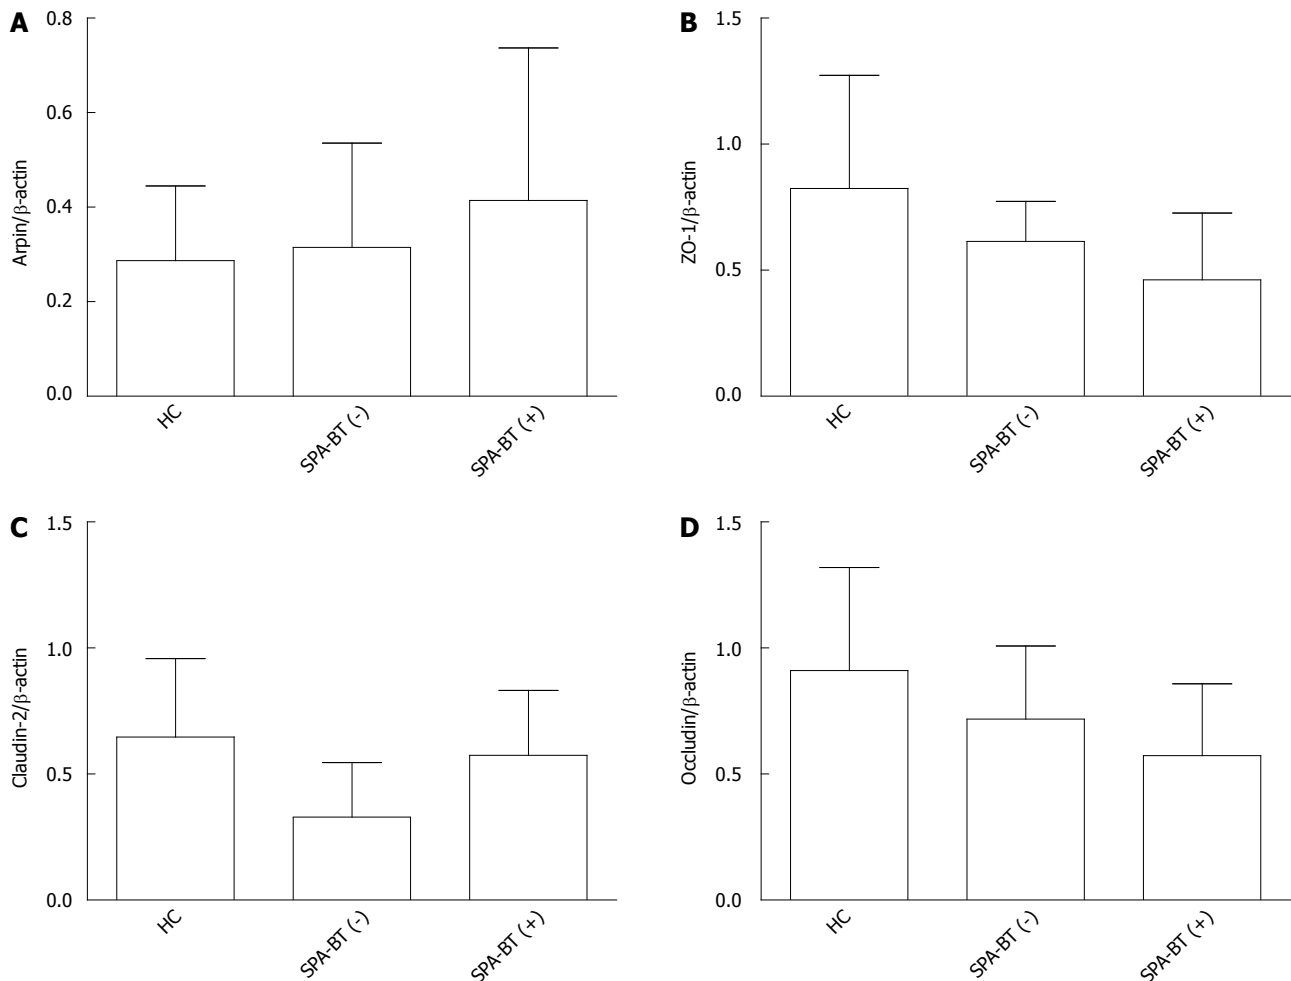 A
0.8
0.6
0.4
0.2
0.0
Arpin/β-actin
HC
SPA-BT (-)
SPA-BT (+)
B
1.5
1.0
0.5
0.0
ZO-1/β-actin
HC
SPA-BT (-)
SPA-BT (+)
C
1.5
1.0
0.5
0.0
Claudin-2/β-actin
HC
SPA-BT (-)
SPA-BT (+)
D
1.5
1.0
0.5
0.0
Occludin/β-actin
HC
SPA-BT (-)
SPA-BT (+)